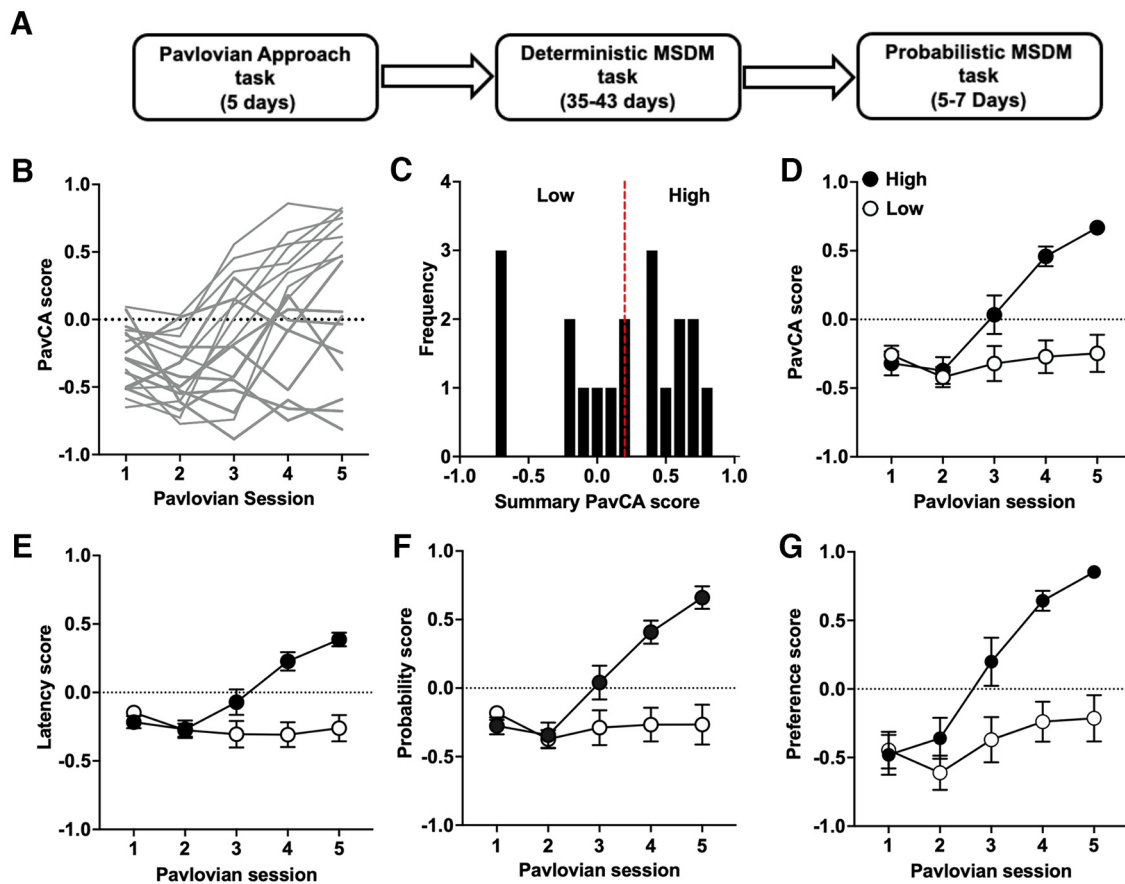 A
Pavlovian Approach
task
(5 days)
Deterministic MSDM
task
(35-43 days)
Probabilistic MSDM
task
(5-7 Days)
B
1.0
0.5
0.0
-0.5
-1.0
PavCA score
1 2 3 4 5
Pavlovian Session
C
4
3
2
1
0
Frequency
Low
High
-1.0 -0.5 0.0 0.5 1.0
Summary PavCA score
D
High
Low
1.0
0.5
0.0
-0.5
-1.0
PavCA score
1 2 3 4 5
Pavlovian session
E
1.0
0.5
0.0
-0.5
-1.0
Latency score
1 2 3 4 5
Pavlovian session
F
1.0
0.5
0.0
-0.5
-1.0
Probability score
1 2 3 4 5
Pavlovian session
G
1.0
0.5
0.0
-0.5
-1.0
Preference score
1 2 3 4 5
Pavlovian session